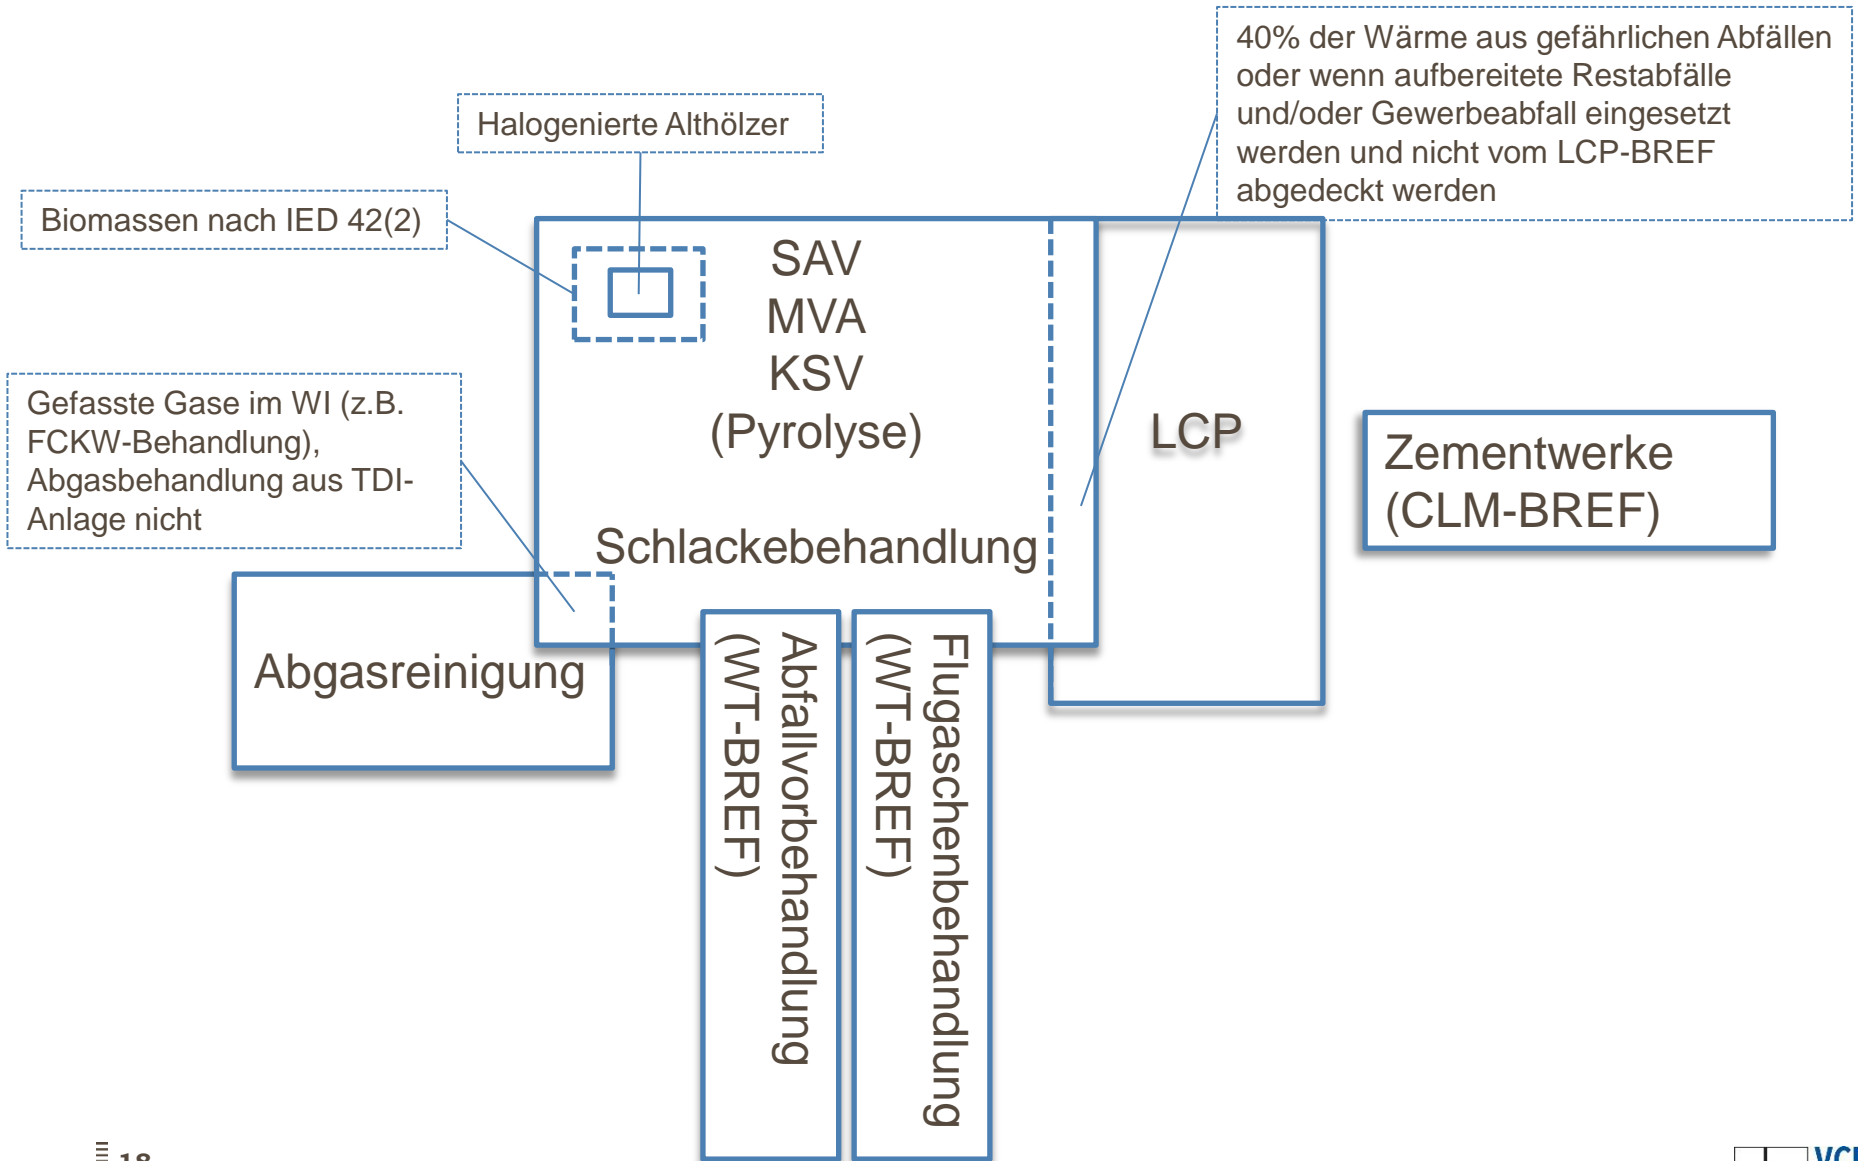 40% der Wärme aus gefährlichen Abfällen
oder wenn aufbereitete Restabfälle
und/oder Gewerbeabfall eingesetzt
werden und nicht vom LCP-BREF
abgedeckt werden
Halogenierte Althölzer
Biomassen nach IED 42(2)
SAV
MVA
KSV
(Pyrolyse)
Schlackebehandlung
LCP
Zementwerke
(CLM-BREF)
Gefasste Gase im WI (z.B.
FCKW-Behandlung),
Abgasbehandlung aus TDI-
Anlage nicht
Abgasreinigung
Abfallvorbehandlung
(WT-BREF)
Flugaschenbehandlung
(WT-BREF)
18